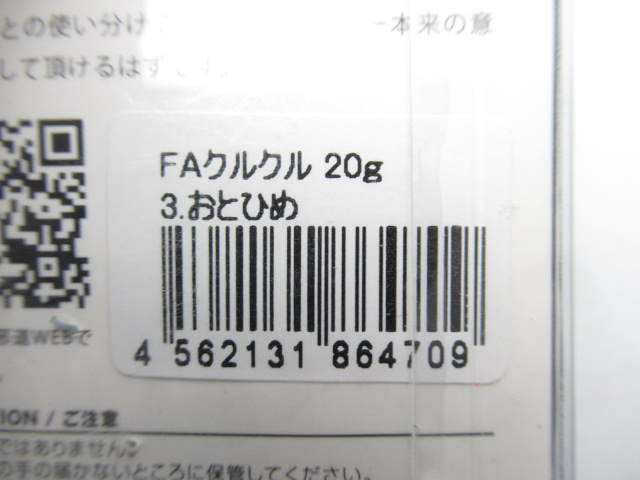 との使い分け
-本来の意
して頂けるはずです。
FAクルクル 20g
3.おとひめ
4 562131 864709
邪道WEBで
TION / ご注意
ではありません。
の手の届かないところに保管してください。